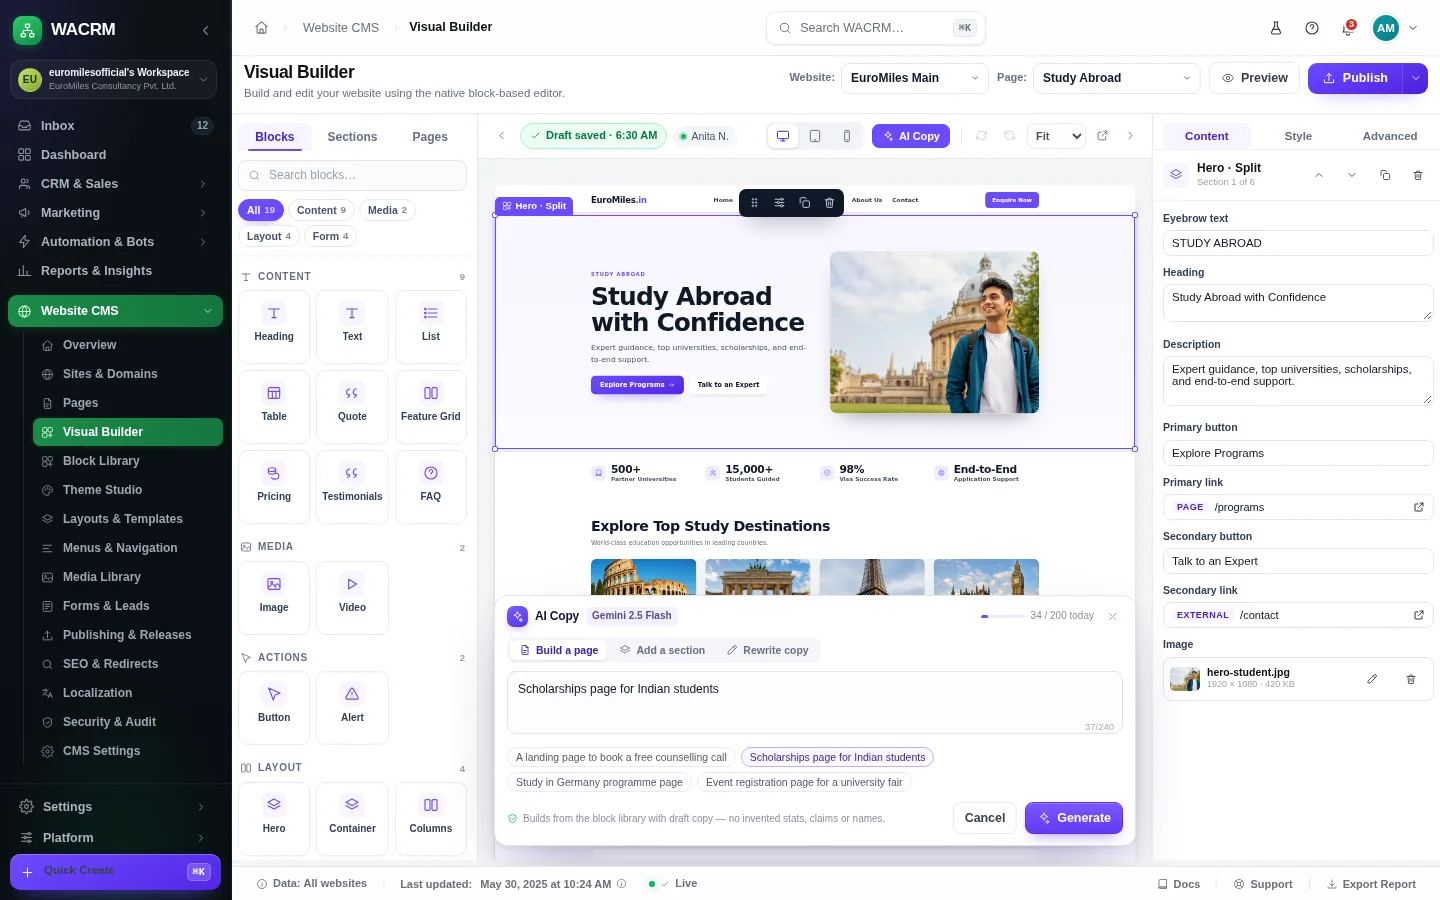 WACRM
EU
euromilesofficial's Workspace
EuroMiles Consultancy Pvt. Ltd.
Inbox
12
Dashboard
CRM & Sales
Marketing
Automation & Bots
Reports & Insights
Website CMS
Overview
Sites & Domains
Pages
Visual Builder
Block Library
Theme Studio
Layouts & Templates
Menus & Navigation
Media Library
Forms & Leads
Publishing & Releases
SEO & Redirects
Localization
Security & Audit
CMS Settings
Settings
Platform
Quick Create
⌘K
Website CMS
Visual Builder
Search WACRM…
⌘K
3
AM
Visual Builder
Build and edit your website using the native block-based editor.
Website:
EuroMiles Main
Page:
Study Abroad
Preview
Publish
Blocks
Sections
Pages
Search blocks…
All 19
Content 9
Media 2
Layout 4
Form 4
CONTENT
9
Heading
Text
List
Table
Quote
Feature Grid
Pricing
Testimonials
FAQ
MEDIA
2
Image
Video
ACTIONS
2
Button
Alert
LAYOUT
4
Hero
Container
Columns
Draft saved · 6:30 AM
Anita N.
AI Copy
Fit
Hero · Split
EuroMiles.in
Home
About Us
Contact
Enquire Now
STUDY ABROAD
Study Abroad
with Confidence
Expert guidance, top universities, scholarships, and end-
to-end support.
Explore Programs →
Talk to an Expert
500+
Partner Universities
15,000+
Students Guided
98%
Visa Success Rate
End-to-End
Application Support
Explore Top Study Destinations
World-class education opportunities in leading countries.
AI Copy
Gemini 2.5 Flash
34 / 200 today
Build a page
Add a section
Rewrite copy
Scholarships page for Indian students
37/240
A landing page to book a free counselling call
Scholarships page for Indian students
Study in Germany programme page
Event registration page for a university fair
Builds from the block library with draft copy — no invented stats, claims or names.
Cancel
Generate
Content
Style
Advanced
Hero · Split
Section 1 of 6
Eyebrow text
STUDY ABROAD
Heading
Study Abroad with Confidence
Description
Expert guidance, top universities, scholarships,
and end-to-end support.
Primary button
Explore Programs
Primary link
PAGE
/programs
Secondary button
Talk to an Expert
Secondary link
EXTERNAL
/contact
Image
hero-student.jpg
1920 × 1080 · 420 KB
Data: All websites
Last updated: May 30, 2025 at 10:24 AM
Live
Docs
Support
Export Report